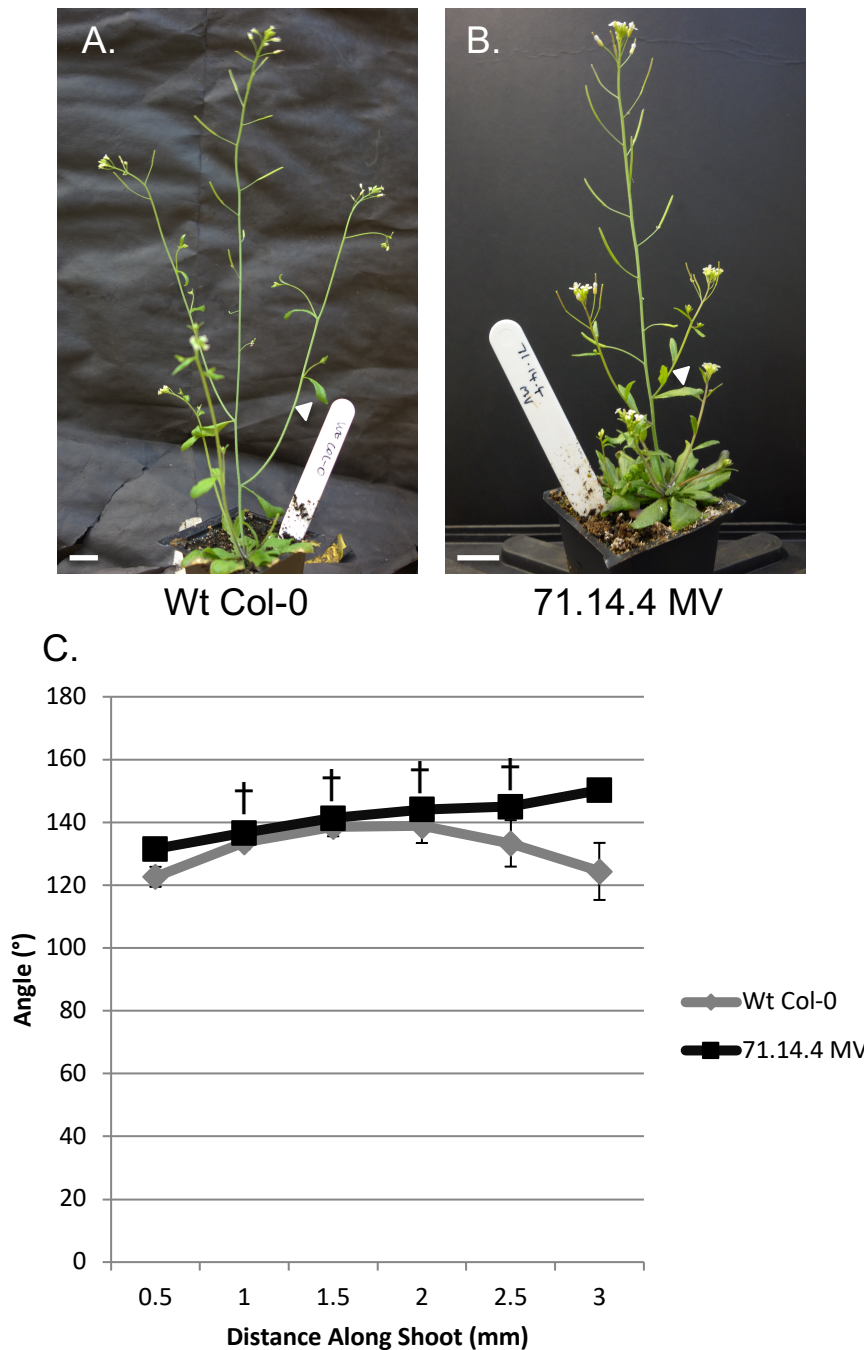 A.
B.
Wt Col-0
71.14.4 MV
C.
180
160
140
120
100
80
60
40
20
0
† † † †
0.5 1 1.5 2 2.5 3
Angle (°)
Distance Along Shoot (mm)
Wt Col-0
71.14.4 MV